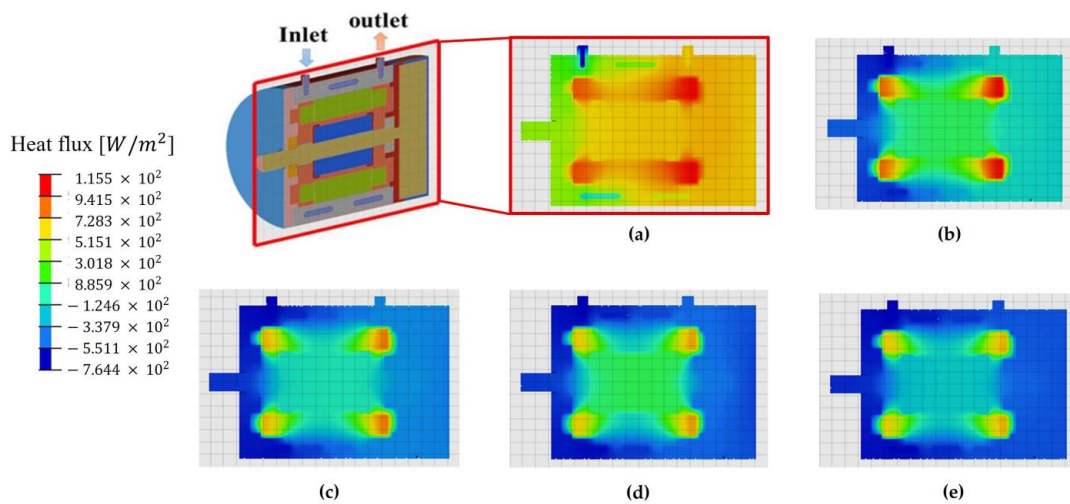 Inlet
outlet
Heat flux [W/m²]
1.155 × 10²
9.415 × 10²
7.283 × 10²
5.151 × 10²
3.018 × 10²
8.859 × 10²
− 1.246 × 10²
− 3.379 × 10²
− 5.511 × 10²
− 7.644 × 10²
(a)
(b)
(c)
(d)
(e)